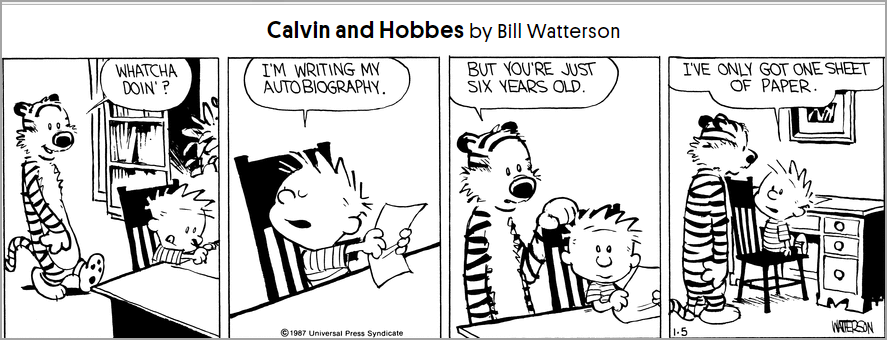 Calvin and Hobbes by Bill Watterson
WHATCHA
DOIN'?
I'M WRITING MY
AUTOBIOGRAPHY.
©1987 Universal Press Syndicate
BUT YOU'RE JUST
SIX YEARS OLD.
I'VE ONLY GOT ONE SHEET
OF PAPER.
1-5
WATTERSON